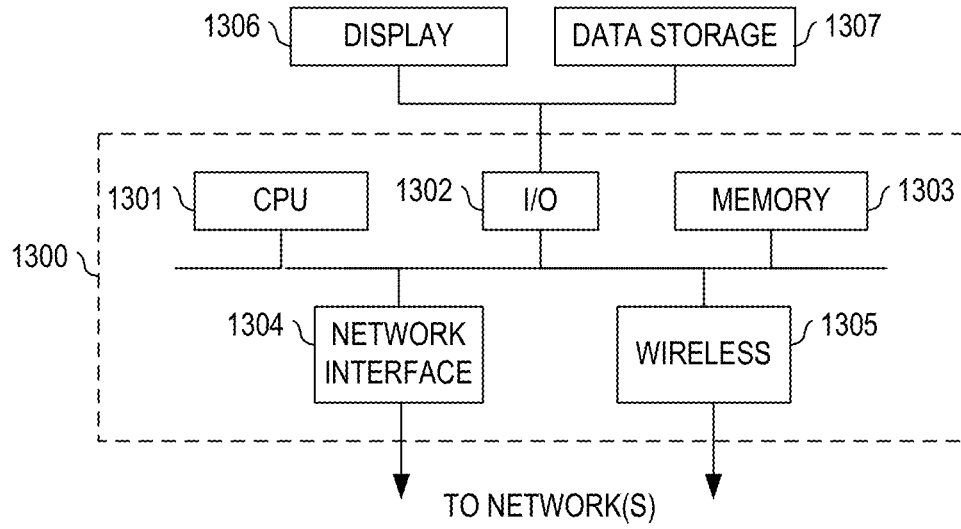 1306 DISPLAY DATA STORAGE 1307
1301 CPU 1302 I/O MEMORY 1303
1300
1304 NETWORK INTERFACE WIRELESS 1305
TO NETWORK(S)